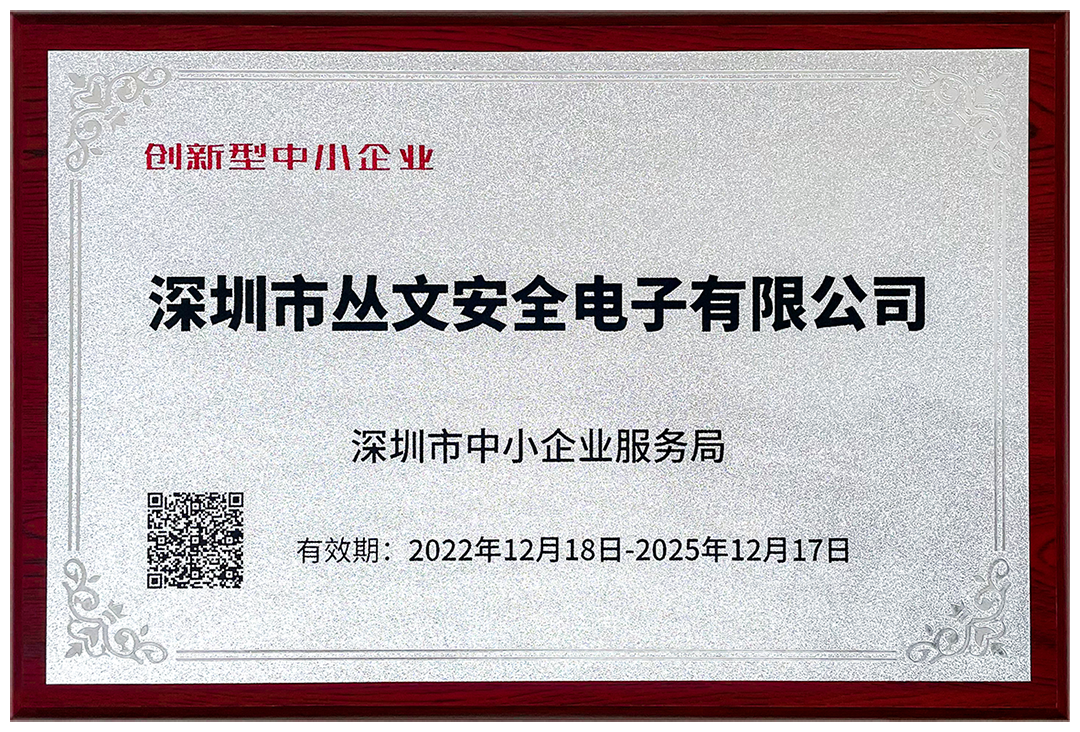 创新型中小企业
深圳市丛文安全电子有限公司
深圳市中小企业服务局
有效期：2022年12月18日-2025年12月17日